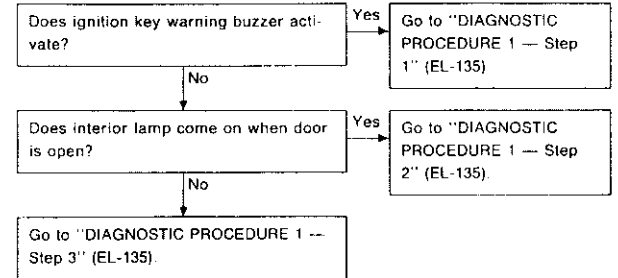 Does ignition key warning buzzer acti-
vate?
Yes
Go to "DIAGNOSTIC
PROCEDURE 1 — Step
1" (EL-135)
No
Does interior lamp come on when door
is open?
Yes
Go to "DIAGNOSTIC
PROCEDURE 1 — Step
2" (EL-135).
No
Go to "DIAGNOSTIC PROCEDURE 1 —
Step 3" (EL-135).